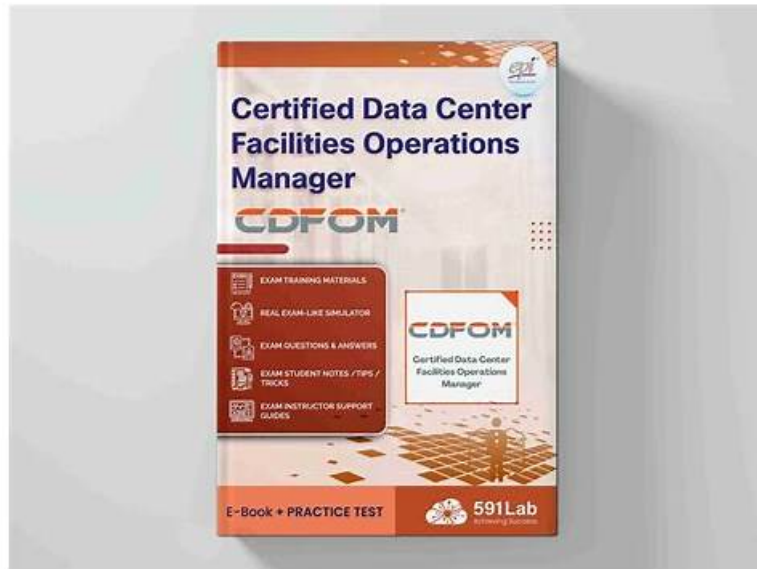 epi
Certified Data Center
Facilities Operations
Manager
CDFOM®
EXAM TRAINING MATERIALS
REAL EXAM-LIKE SIMULATOR
EXAM QUESTIONS & ANSWERS
EXAM STUDENT NOTES / TIPS /
TRICKS
EXAM INSTRUCTOR SUPPORT
GUIDES
CDFOM
Certified Data Center
Facilities Operations
Manager
E-Book + PRACTICE TEST
591Lab
Achieving Success